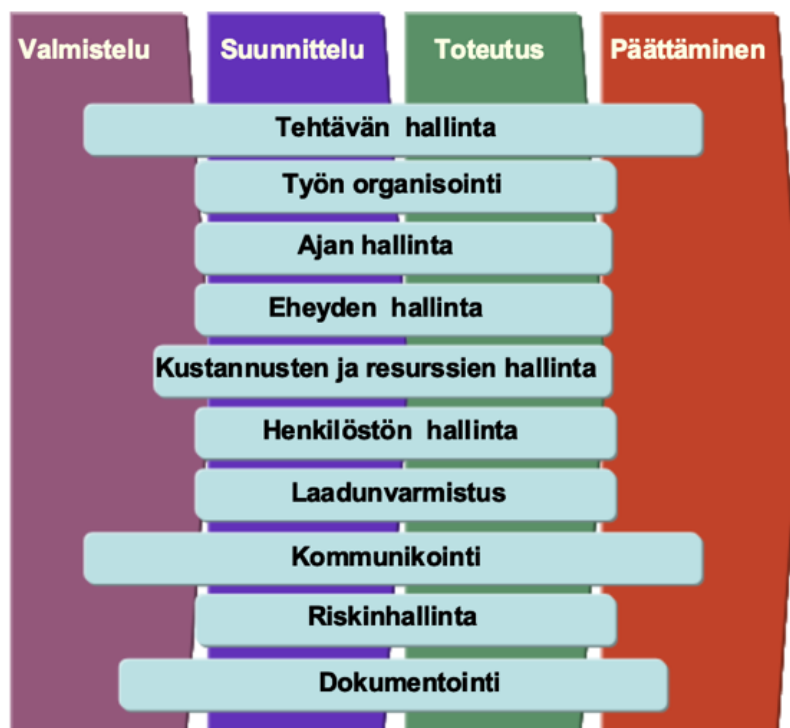 Valmistelu
Suunnittelu
Toteutus
Päättäminen
Tehtävän hallinta
Työn organisointi
Ajan hallinta
Eheyden hallinta
Kustannusten ja resurssien hallinta
Henkilöstön hallinta
Laadunvarmistus
Kommunikointi
Riskinhallinta
Dokumentointi